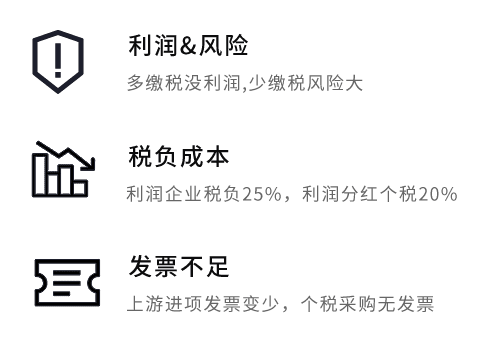 利润&风险
多缴税没利润,少缴税风险大
税负成本
利润企业税负25%，利润分红个税20%
发票不足
上游进项发票变少，个税采购无发票